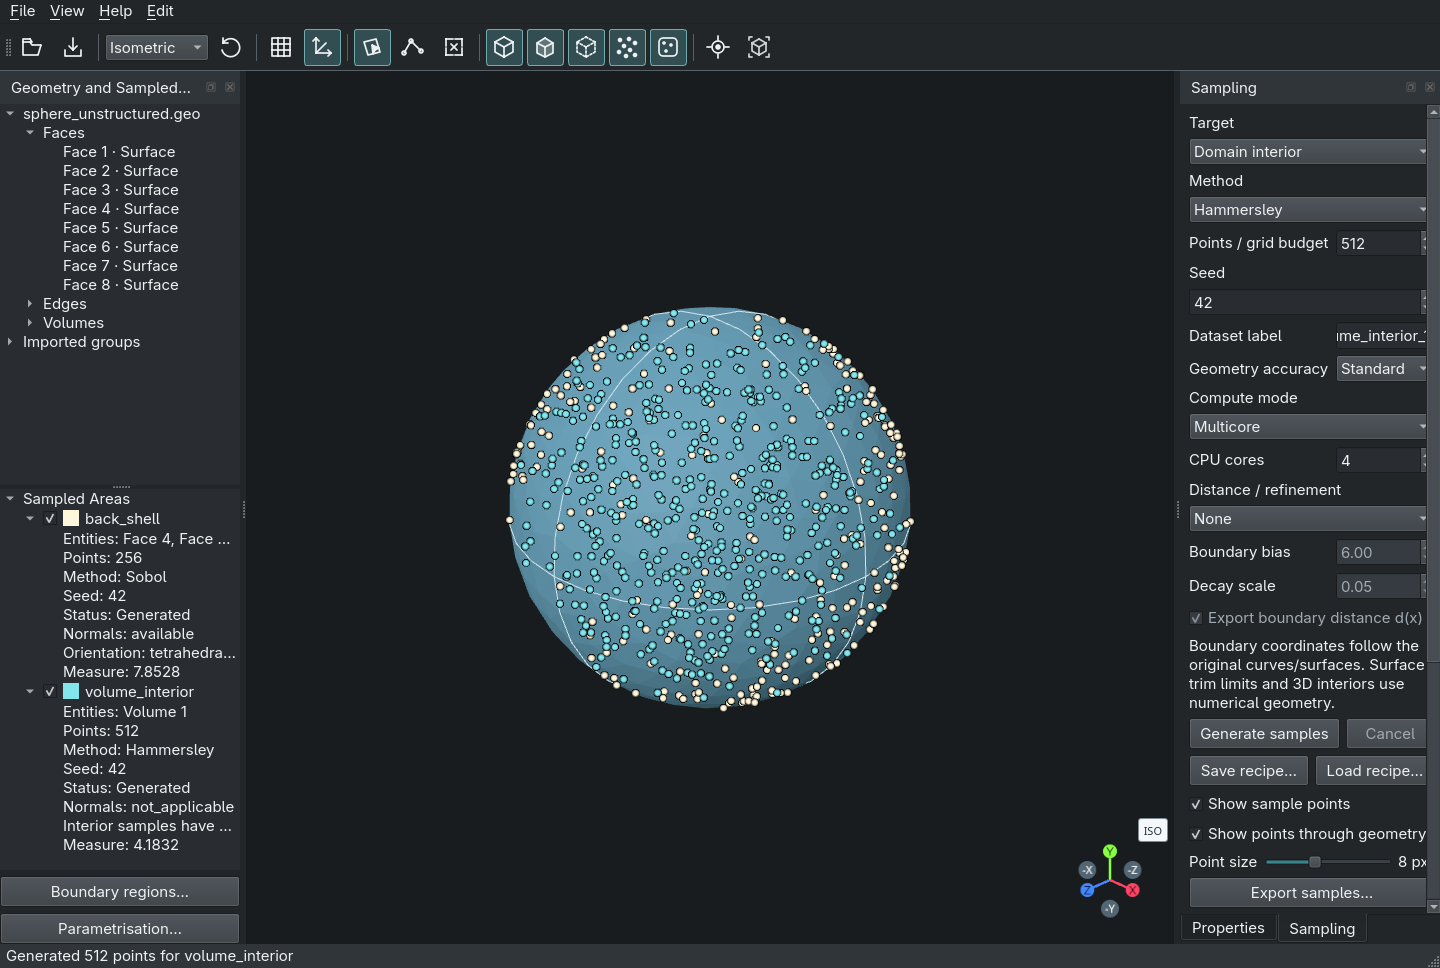 File View Help Edit
Isometric
Geometry and Sampled...
sphere_unstructured.geo
Faces
Face 1 · Surface
Face 2 · Surface
Face 3 · Surface
Face 4 · Surface
Face 5 · Surface
Face 6 · Surface
Face 7 · Surface
Face 8 · Surface
Edges
Volumes
Imported groups
Sampled Areas
back_shell
Entities: Face 4, Face ...
Points: 256
Method: Sobol
Seed: 42
Status: Generated
Normals: available
Orientation: tetrahedra...
Measure: 7.8528
volume_interior
Entities: Volume 1
Points: 512
Method: Hammersley
Seed: 42
Status: Generated
Normals: not_applicable
Interior samples have ...
Measure: 4.1832
Boundary regions...
Parametrisation...
Generated 512 points for volume_interior
ISO
Y
-X
-Z
Z
X
-Y
Sampling
Target
Domain interior
Method
Hammersley
Points / grid budget 512
Seed
42
Dataset label me_interior_
Geometry accuracy Standard
Compute mode
Multicore
CPU cores 4
Distance / refinement
None
Boundary bias 6.00
Decay scale 0.05
Export boundary distance d(x)
Boundary coordinates follow the
original curves/surfaces. Surface
trim limits and 3D interiors use
numerical geometry.
Generate samples Cancel
Save recipe... Load recipe...
Show sample points
Show points through geometry
Point size 8 px
Export samples...
Properties Sampling